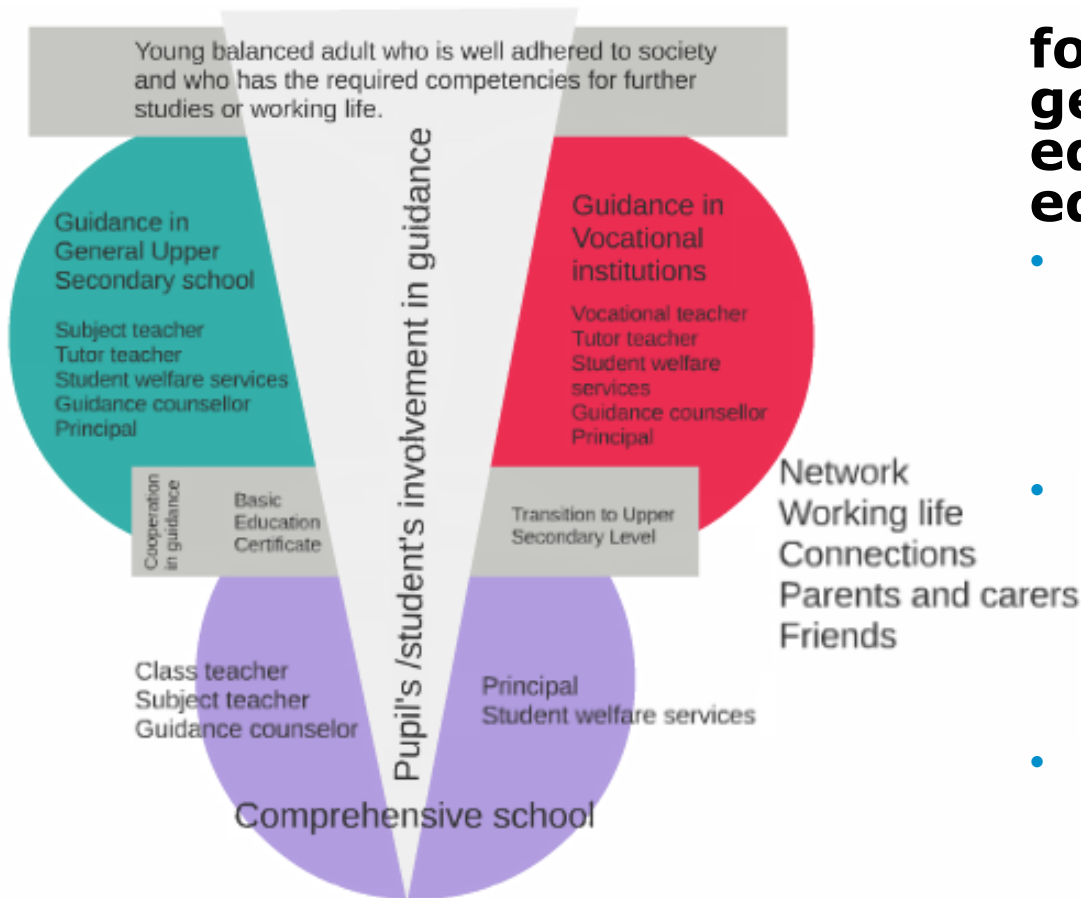 Young balanced adult who is well adhered to society
and who has the required competencies for further
studies or working life.
Guidance in
General Upper
Secondary school
Subject teacher
Tutor teacher
Student welfare services
Guidance counsellor
Principal
Pupil's /student's involvement in guidance
Guidance in
Vocational
institutions
Vocational teacher
Tutor teacher
Student welfare
services
Guidance counsellor
Principal
Cooperation
in guidance
Basic
Education
Certificate
Transition to Upper
Secondary Level
Network
Working life
Connections
Parents and carers
Friends
Class teacher
Subject teacher
Guidance counselor
Principal
Student welfare services
Comprehensive school